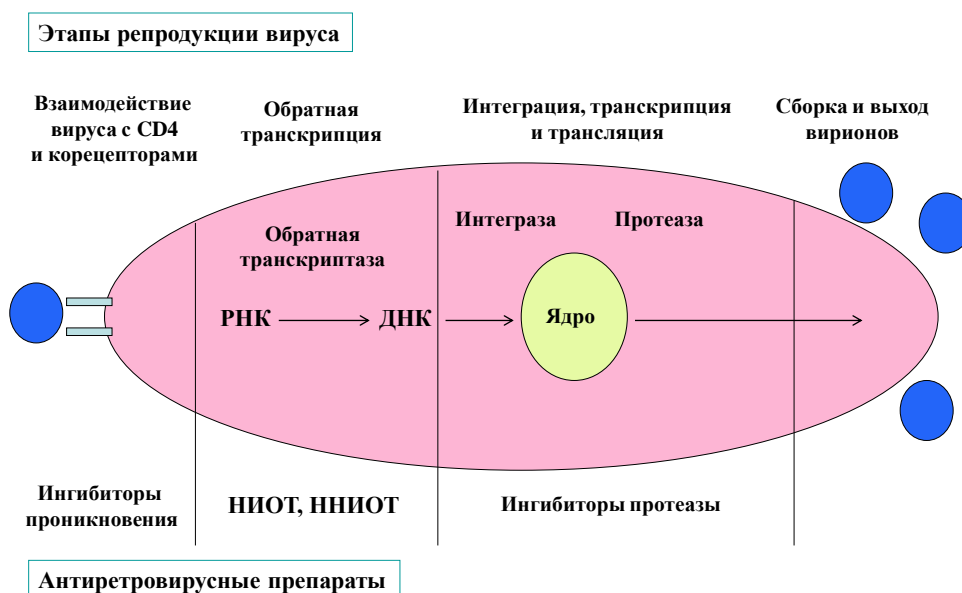 Этапы репродукции вируса
Взаимодействие
вируса с CD4
и корецепторами
Обратная
транскрипция
Интеграция, транскрипция
и трансляция
Сборка и выход
вирионов
Обратная
транскриптаза
Интеграза
Протеаза
РНК
ДНК
Ядро
Ингибиторы
проникновения
НИОТ, ННИОТ
Ингибиторы протеазы
Антиретровирусные препараты